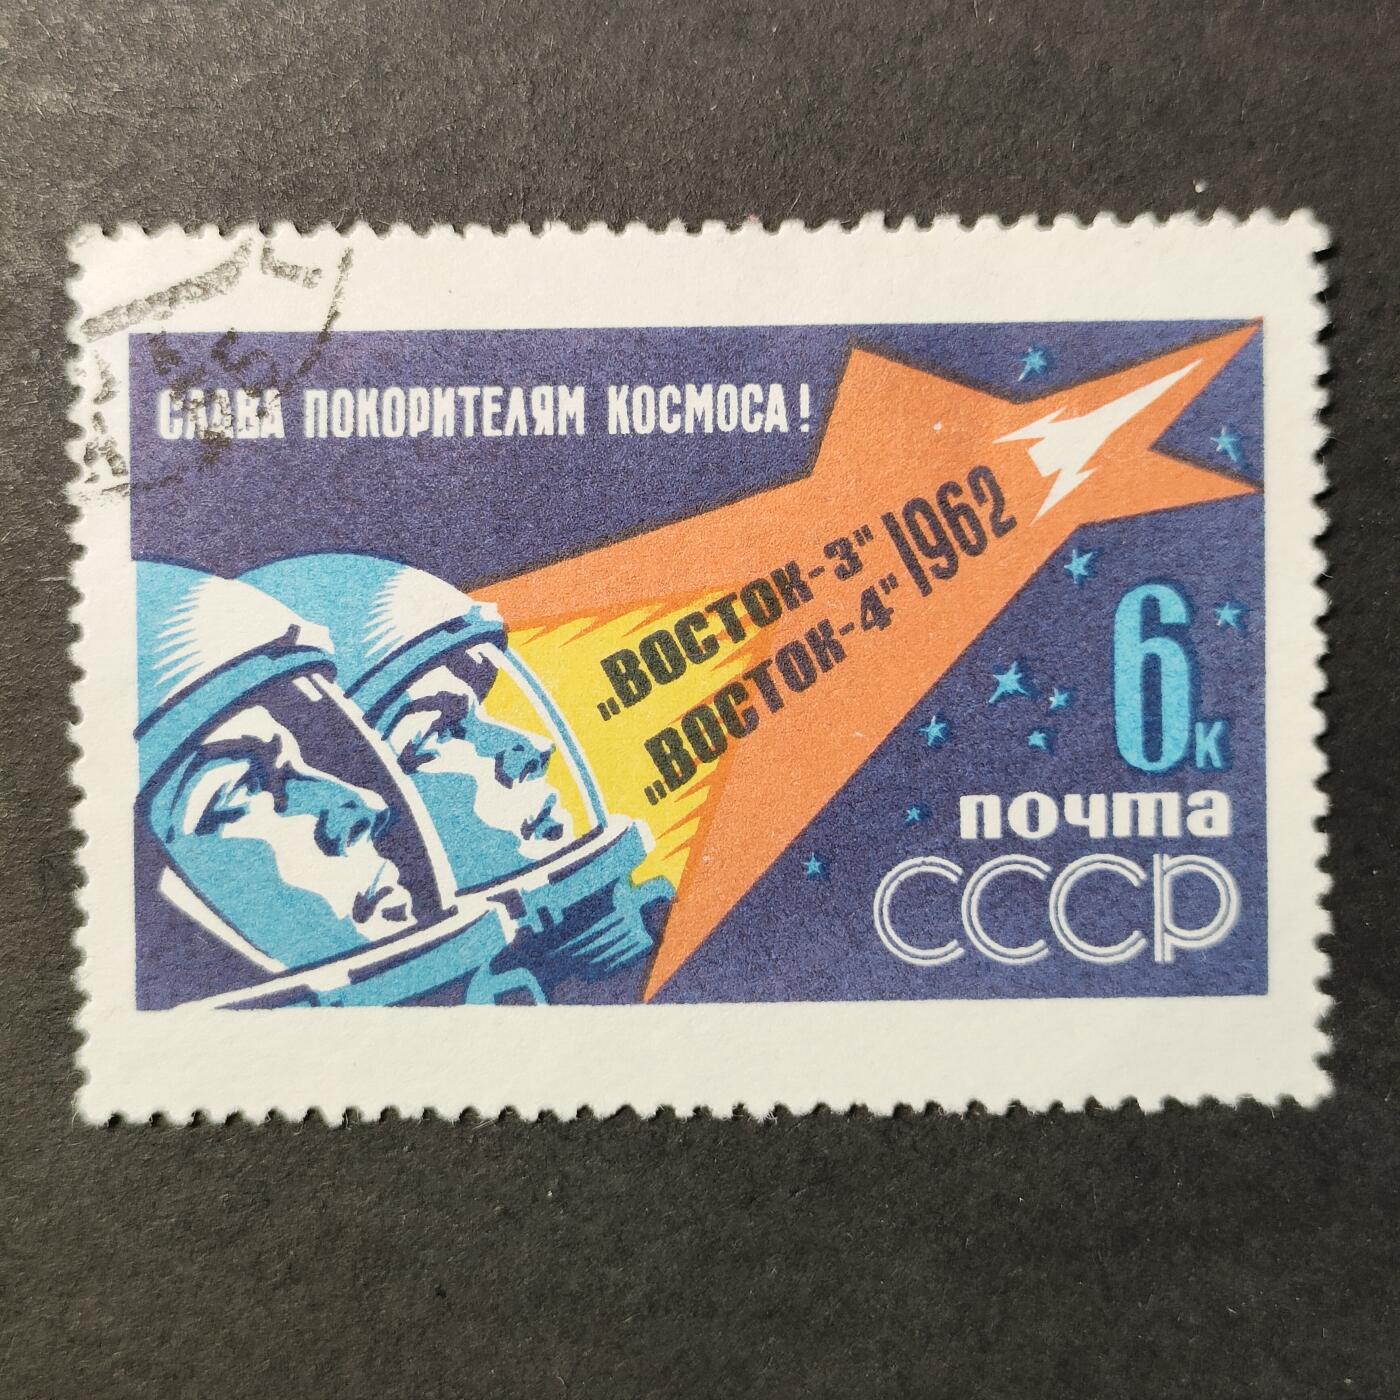 СЛАВА ПОКОРИТЕЛЯМ КОСМОСА!
„ВОСТОК-3"
„ВОСТОК-4"
/1962
6к
почта
СССР